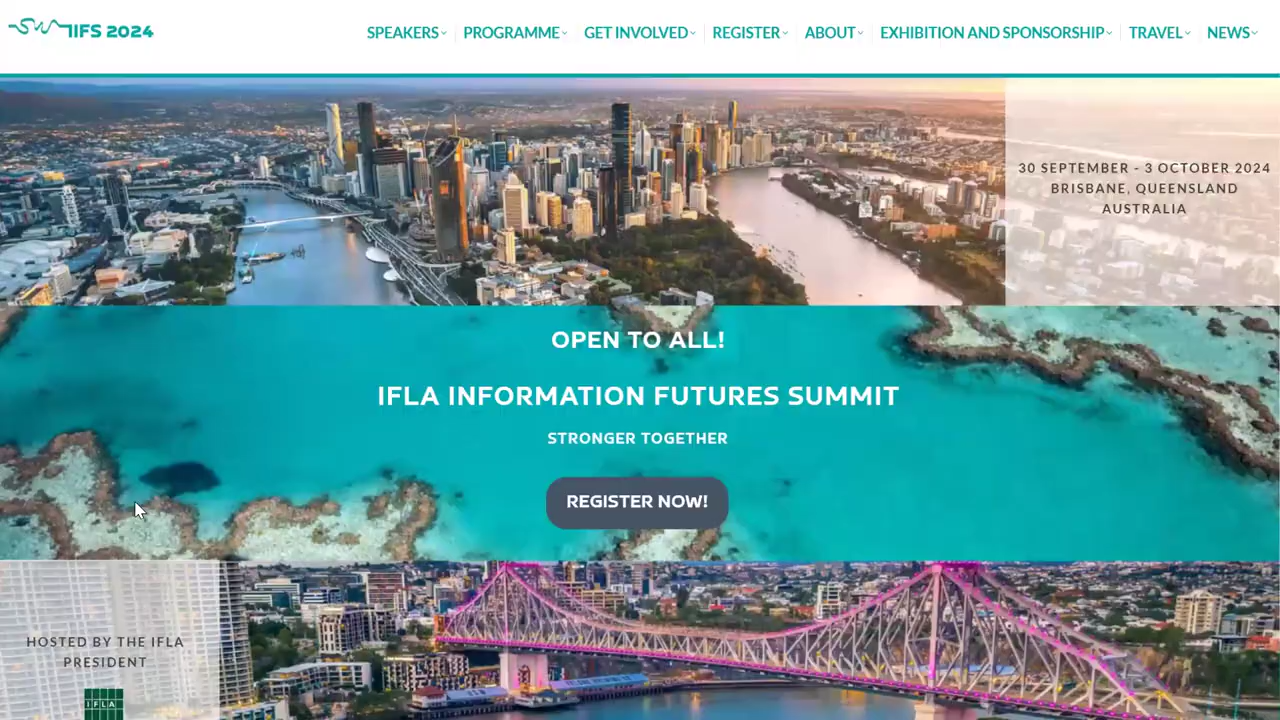 IFS 2024
SPEAKERS PROGRAMME GET INVOLVED REGISTER ABOUT EXHIBITION AND SPONSORSHIP TRAVEL NEWS
30 SEPTEMBER - 3 OCTOBER 2024
BRISBANE, QUEENSLAND
AUSTRALIA
OPEN TO ALL!
IFLA INFORMATION FUTURES SUMMIT
STRONGER TOGETHER
REGISTER NOW!
HOSTED BY THE IFLA
PRESIDENT
IFLA